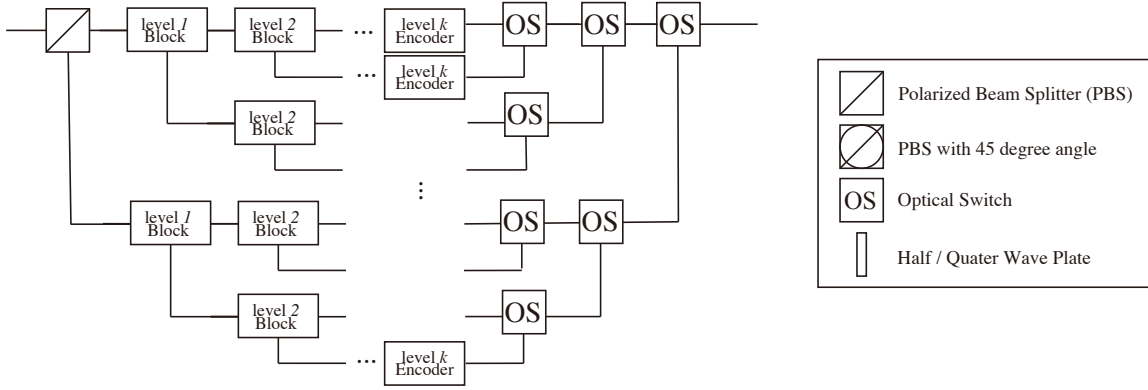 level 1
Block
level 2
Block
...
level k
Encoder
OS
OS
OS
...
level k
Encoder
level 2
Block
OS
...
level 1
Block
level 2
Block
OS
OS
level 2
Block
OS
...
level k
Encoder
Polarized Beam Splitter (PBS)
PBS with 45 degree angle
OS
Optical Switch
Half / Quater Wave Plate